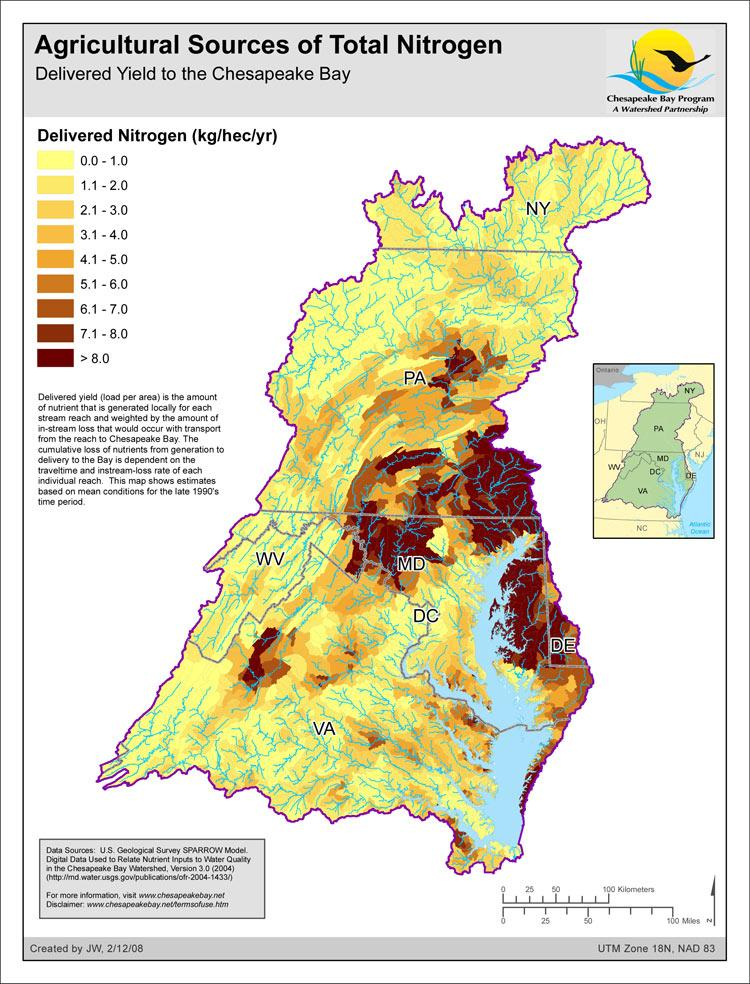 Agricultural Sources of Total Nitrogen
Delivered Yield to the Chesapeake Bay
Chesapeake Bay Program
A Watershed Partnership
Delivered Nitrogen (kg/hec/yr)
0.0 - 1.0
1.1 - 2.0
2.1 - 3.0
3.1 - 4.0
4.1 - 5.0
5.1 - 6.0
6.1 - 7.0
7.1 - 8.0
> 8.0
Delivered yield (load per area) is the amount
of nutrient that is generated locally for each
stream reach and weighted by the amount of
in-stream loss that would occur with transport
from the reach to Chesapeake Bay. The
cumulative loss of nutrients from generation to
delivery to the Bay is dependent on the
traveltime and instream-loss rate of each
individual reach. This map shows estimates
based on mean conditions for the late 1990's
time period.
NY
PA
WV
MD
DC
DE
VA
Ontario
NY
OH
PA
NJ
MD
WV
DC
DE
VA
NC
Atlantic
Ocean
Data Sources: U.S. Geological Survey SPARROW Model.
Digital Data Used to Relate Nutrient Inputs to Water Quality
in the Chesapeake Bay Watershed, Version 3.0 (2004)
(http://md.water.usgs.gov/publications/ofr-2004-1433/)
For more information, visit www.chesapeakebay.net
Disclaimer: www.chesapeakebay.net/termsofuse.htm
0 25 50 100 Kilometers
0 25 50 100 Miles
N
Created by JW, 2/12/08
UTM Zone 18N, NAD 83